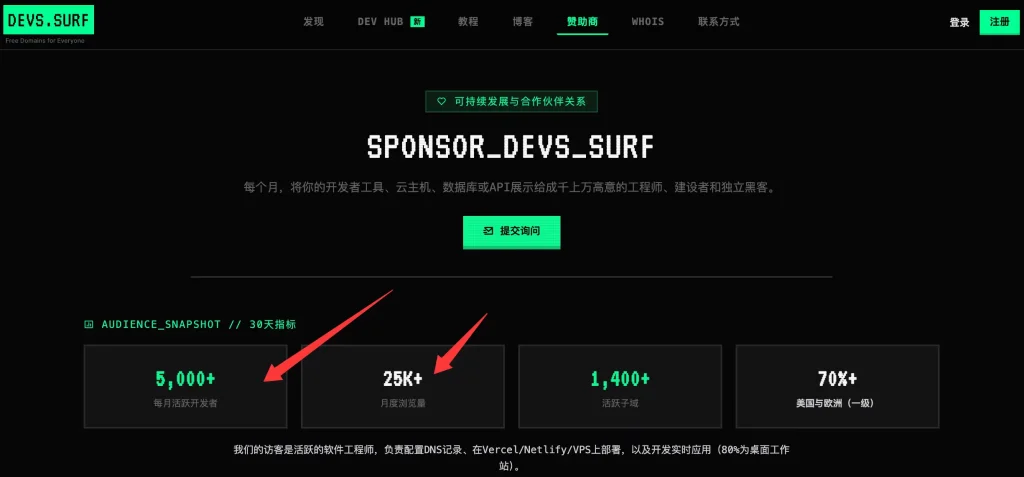 DEVS.SURF
Free Domains for Everyone
发现 DEV HUB 新 教程 博客 赞助商 WHOIS 联系方式
登录 注册
可持续发展与合作伙伴关系
SPONSOR_DEVS_SURF
每个月，将你的开发者工具、云主机、数据库或API展示给成千上万高意的工程师、建设者和独立黑客。
提交询问
AUDIENCE_SNAPSHOT // 30天指标
5,000+
每月活跃开发者
25K+
月度浏览量
1,400+
活跃子域
70%+
美国与欧洲（一级）
我们的访客是活跃的软件工程师，负责配置DNS记录、在Vercel/Netlify/VPS上部署，以及开发实时应用（80%为桌面工作
站）。